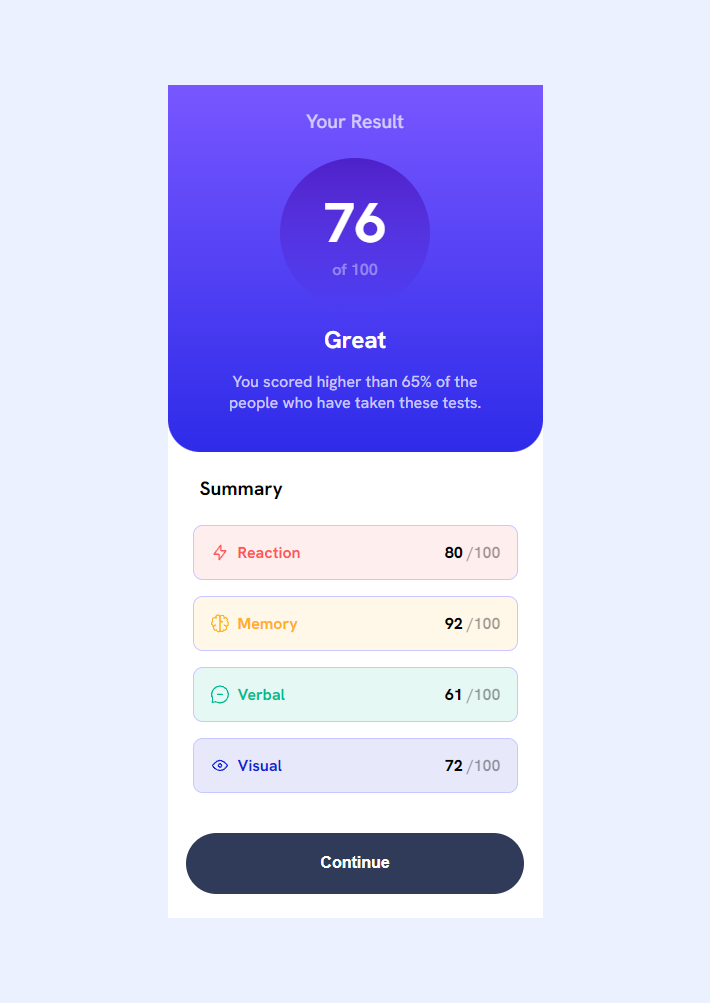 Your Result
76
of 100
Great
You scored higher than 65% of the
people who have taken these tests.
Summary
Reaction 80 /100
Memory 92 /100
Verbal 61 /100
Visual 72 /100
Continue